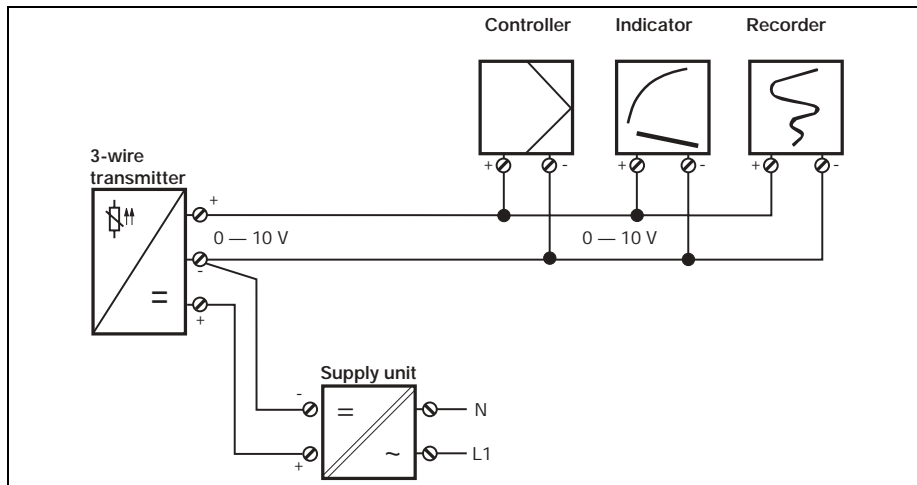 Controller Indicator Recorder
+ - + - + -
3-wire
transmitter
+
0 — 10 V 0 — 10 V
-
=
+
Supply unit
-
= N
~ L1
+